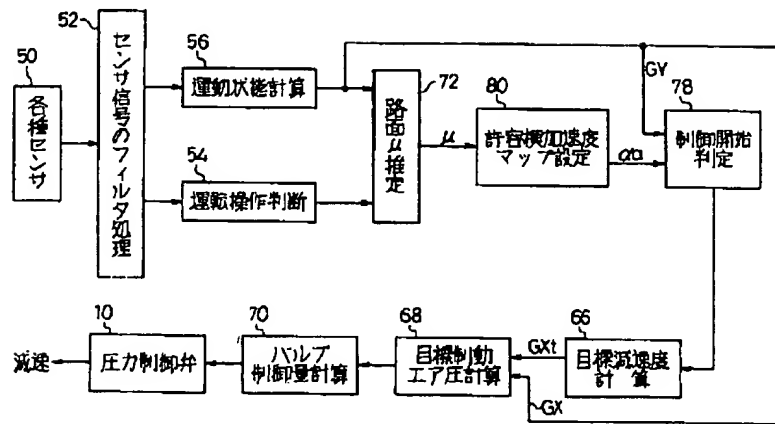 50
各種センサ
52
センサ信号のフィルタ処理
56
運動状態計算
54
運転操作判断
72
路面μ推定
μ
80
許容横加速度
マップ設定
αa
GY
78
制御開始
判定
66
目標減速度
計算
GXt
GX
68
目標制動
エア圧計算
70
バルブ
制御量計算
10
圧力制御弁
減速